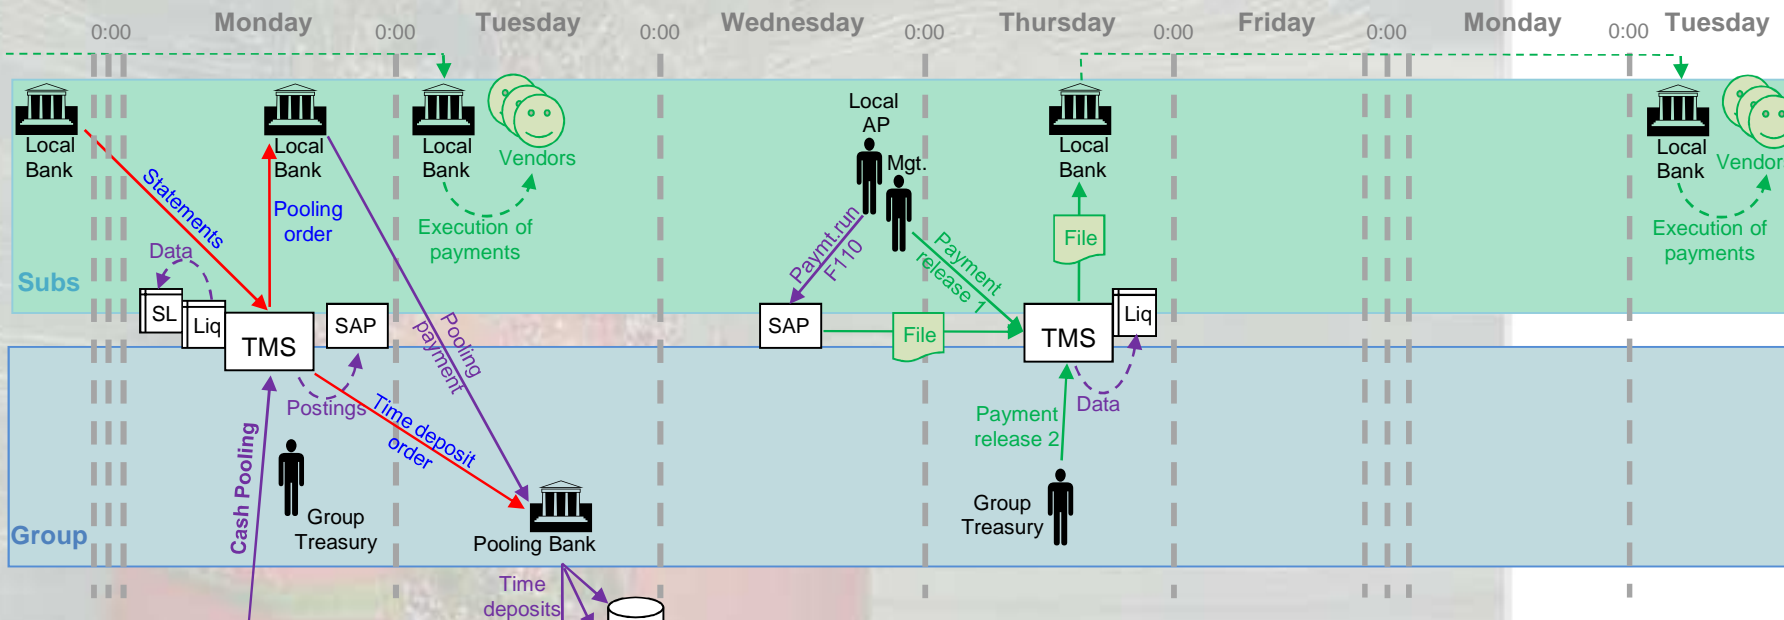 Monday
Tuesday
Wednesday
Thursday
Friday
Monday
Tuesday
0:00
0:00
0:00
0:00
0:00
0:00
0:00
Local
Bank
Local
Bank
Local
Bank
Vendors
Execution of
payments
Local
AP
Mgt.
Local
Bank
Local
Bank
Vendor
Execution of
payments
Statements
Pooling
order
Data
Subs
SL
Liq
TMS
SAP
Pooling
payment
Paymt.run
F110
Payment
release 1
File
SAP
File
TMS
Liq
Postings
Time deposit
order
Data
Payment
release 2
Cash Pooling
Group
Treasury
Group
Treasury
Group
Pooling Bank
Time
deposits